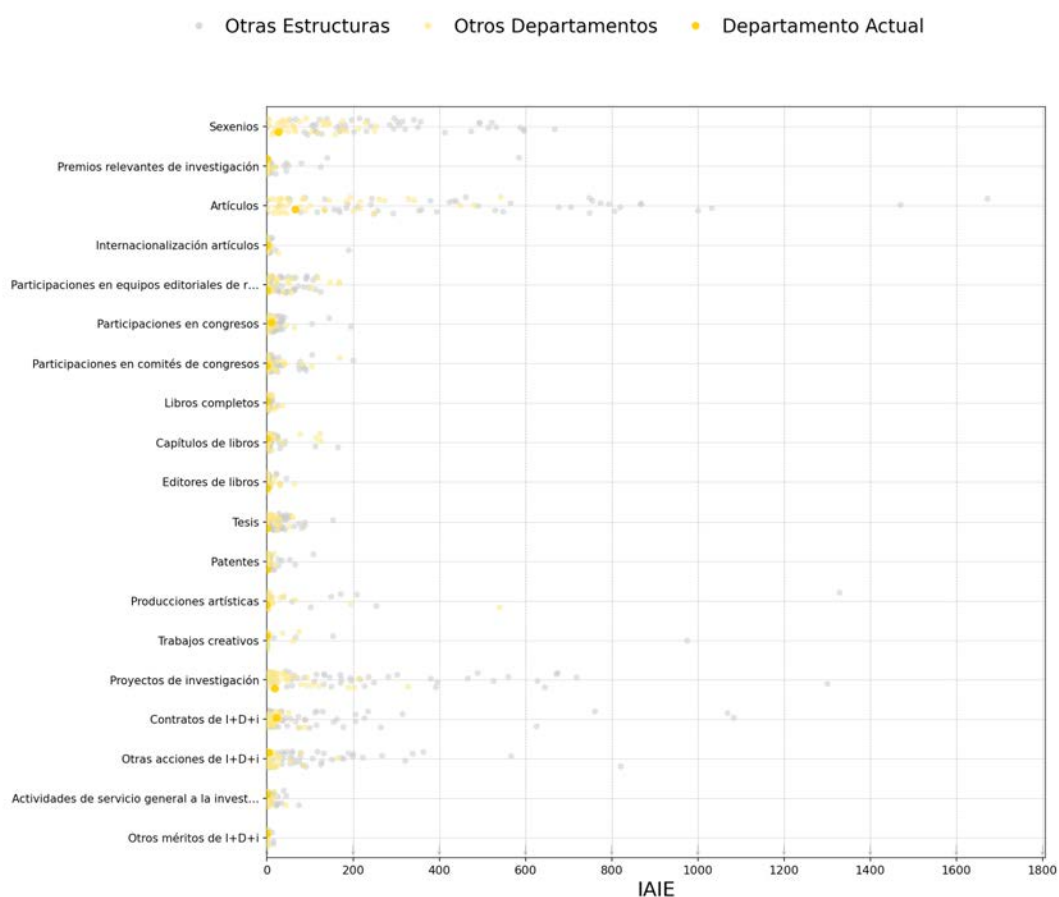 Otras Estructuras Otros Departamentos Departamento Actual
Sexenios
Premios relevantes de investigación
Artículos
Internacionalización artículos
Participaciones en equipos editoriales de r...
Participaciones en congresos
Participaciones en comités de congresos
Libros completos
Capítulos de libros
Editores de libros
Tesis
Patentes
Producciones artísticas
Trabajos creativos
Proyectos de investigación
Contratos de I+D+i
Otras acciones de I+D+i
Actividades de servicio general a la invest...
Otros méritos de I+D+i
0 200 400 600 800 1000 1200 1400 1600 1800
IAIE